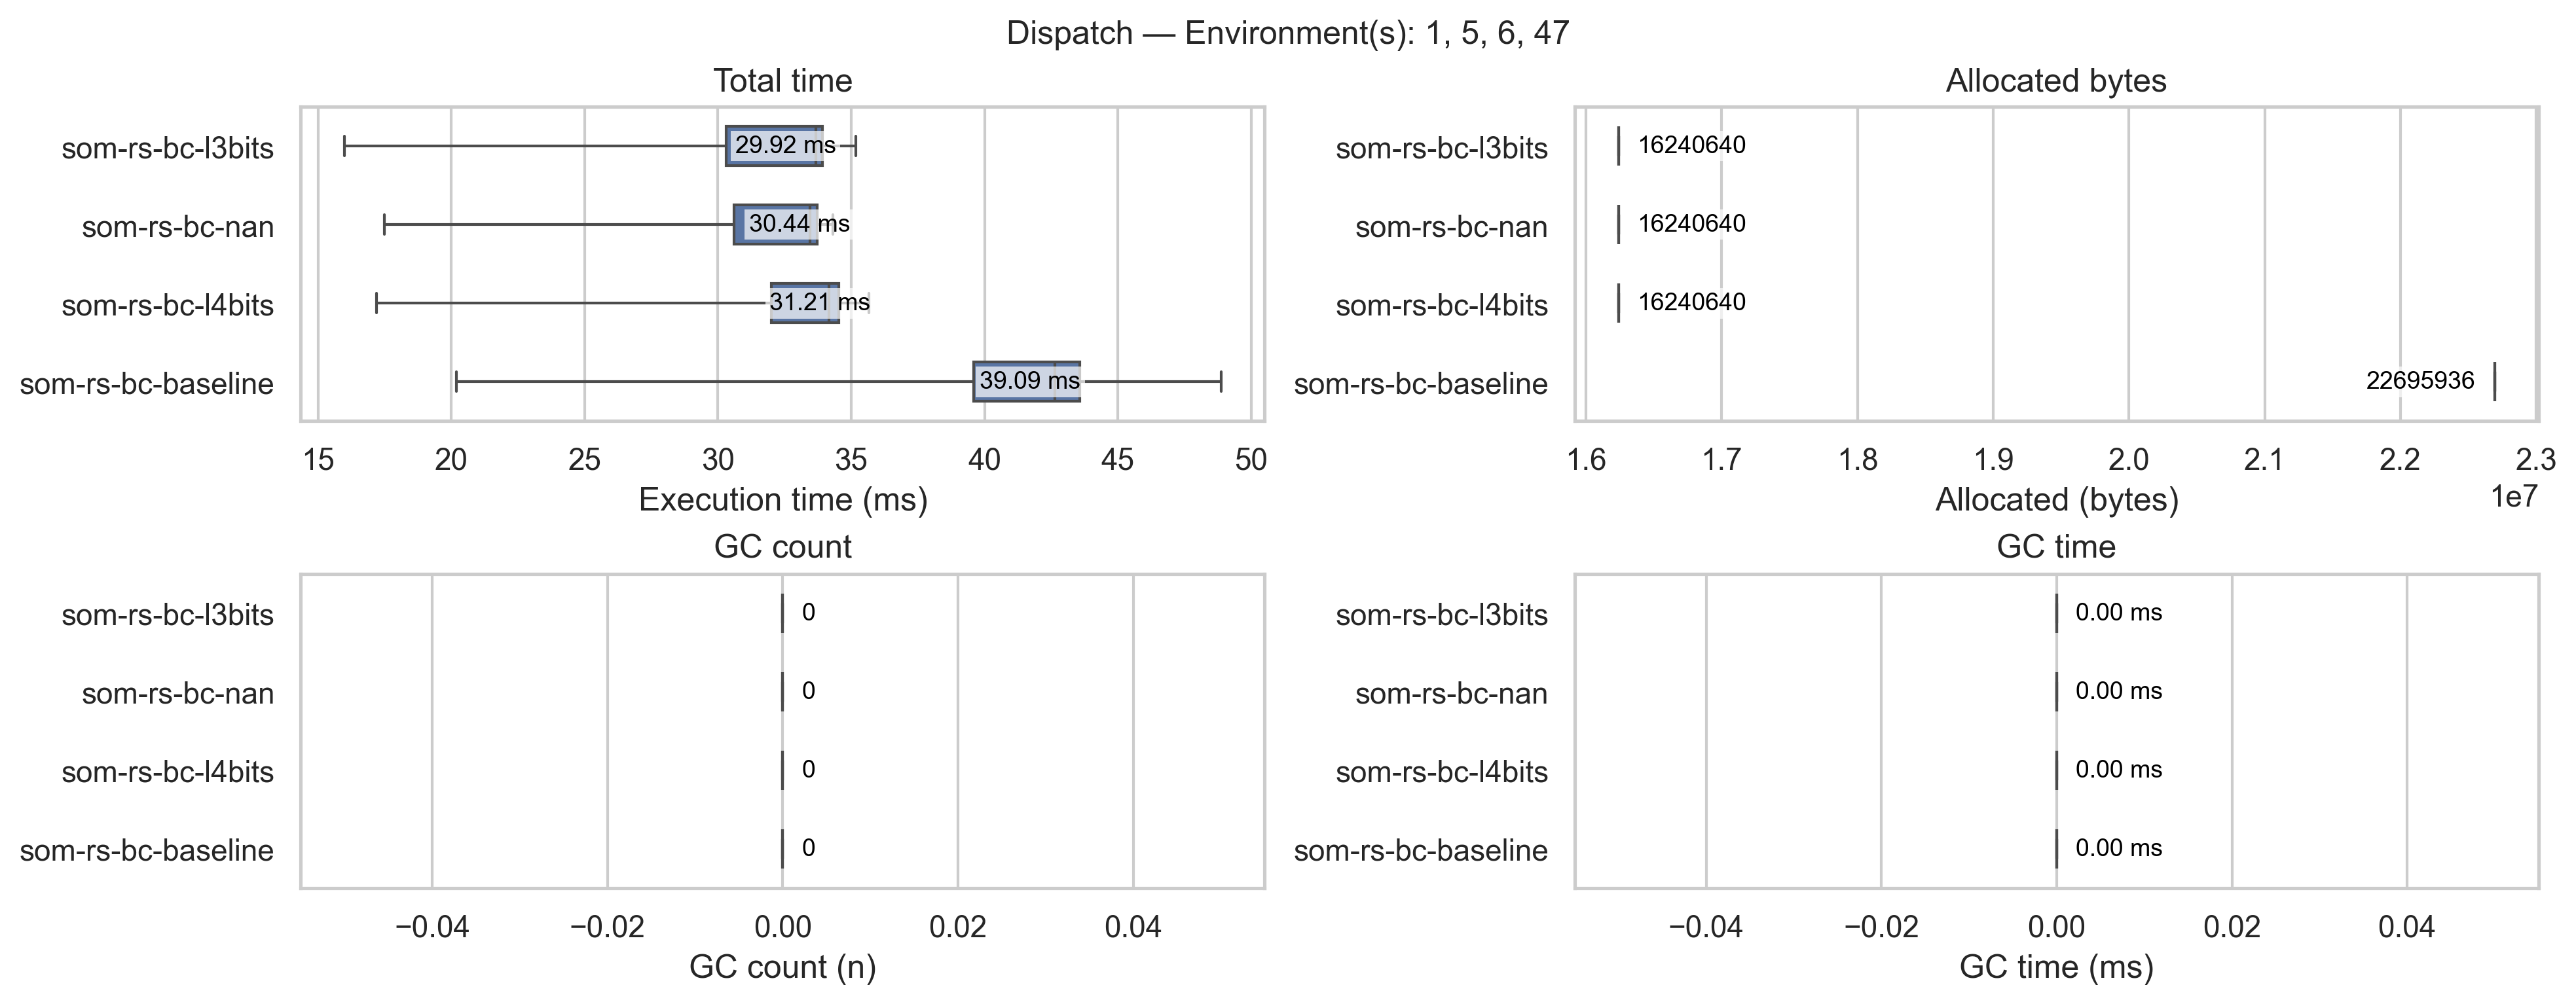 Dispatch — Environment(s): 1, 5, 6, 47
Total time
som-rs-bc-l3bits
29.92 ms
som-rs-bc-nan
30.44 ms
som-rs-bc-l4bits
31.21 ms
som-rs-bc-baseline
39.09 ms
15 20 25 30 35 40 45 50
Execution time (ms)
Allocated bytes
som-rs-bc-l3bits
16240640
som-rs-bc-nan
16240640
som-rs-bc-l4bits
16240640
som-rs-bc-baseline
22695936
1.6 1.7 1.8 1.9 2.0 2.1 2.2 2.3
1e7
Allocated (bytes)
GC count
som-rs-bc-l3bits
0
som-rs-bc-nan
0
som-rs-bc-l4bits
0
som-rs-bc-baseline
0
−0.04 −0.02 0.00 0.02 0.04
GC count (n)
GC time
som-rs-bc-l3bits
0.00 ms
som-rs-bc-nan
0.00 ms
som-rs-bc-l4bits
0.00 ms
som-rs-bc-baseline
0.00 ms
−0.04 −0.02 0.00 0.02 0.04
GC time (ms)